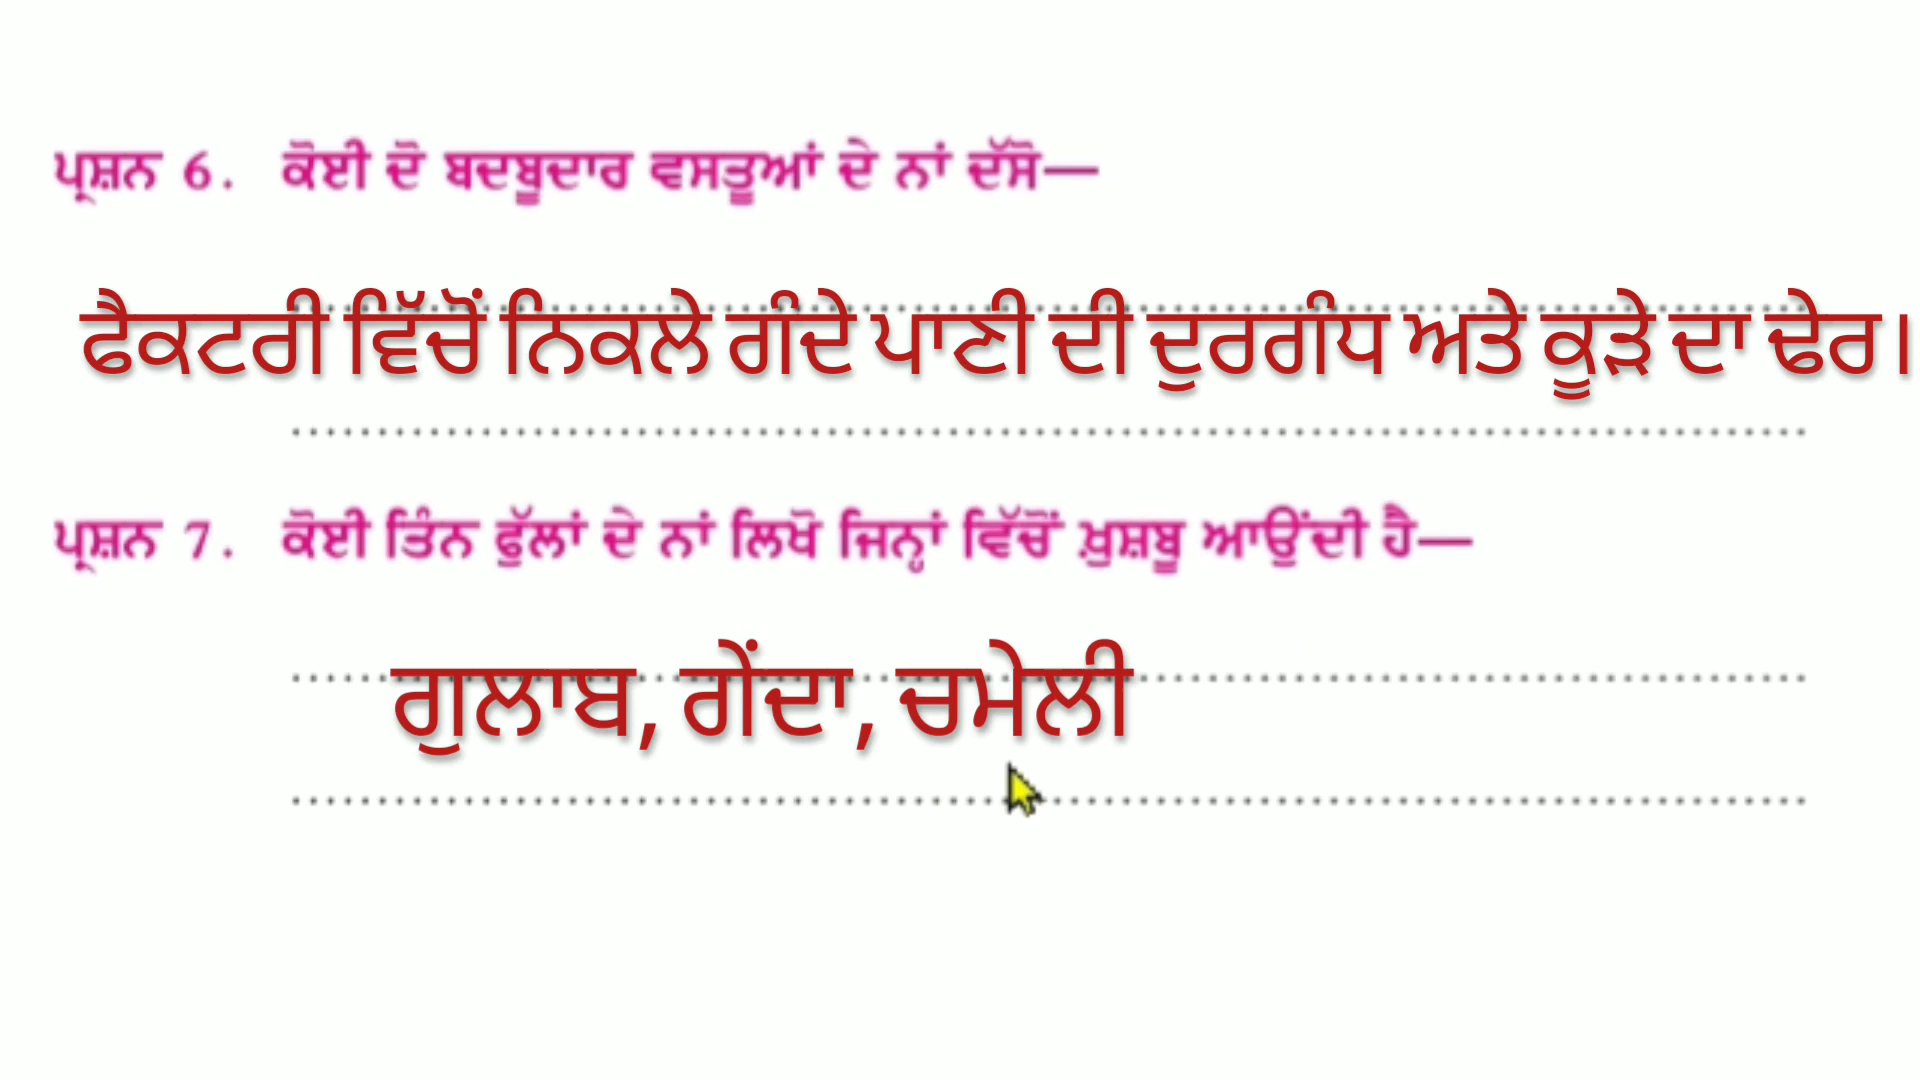 ਪ੍ਰਸ਼ਨ 6. ਕੋਈ ਦੋ ਬਦਬੂਦਾਰ ਵਸਤੂਆਂ ਦੇ ਨਾਂ ਦੱਸੋ—
ਫੈਕਟਰੀ ਵਿੱਚੋਂ ਨਿਕਲੇ ਗੰਦੇ ਪਾਣੀ ਦੀ ਦੁਰਗੰਧ ਅਤੇ ਕੂੜੇ ਦਾ ਢੇਰ।
ਪ੍ਰਸ਼ਨ 7. ਕੋਈ ਤਿੰਨ ਫੁੱਲਾਂ ਦੇ ਨਾਂ ਲਿਖੋ ਜਿਨ੍ਹਾਂ ਵਿੱਚੋਂ ਖ਼ੁਸ਼ਬੂ ਆਉਂਦੀ ਹੈ—
ਗੁਲਾਬ, ਗੇਂਦਾ, ਚਮੇਲੀ